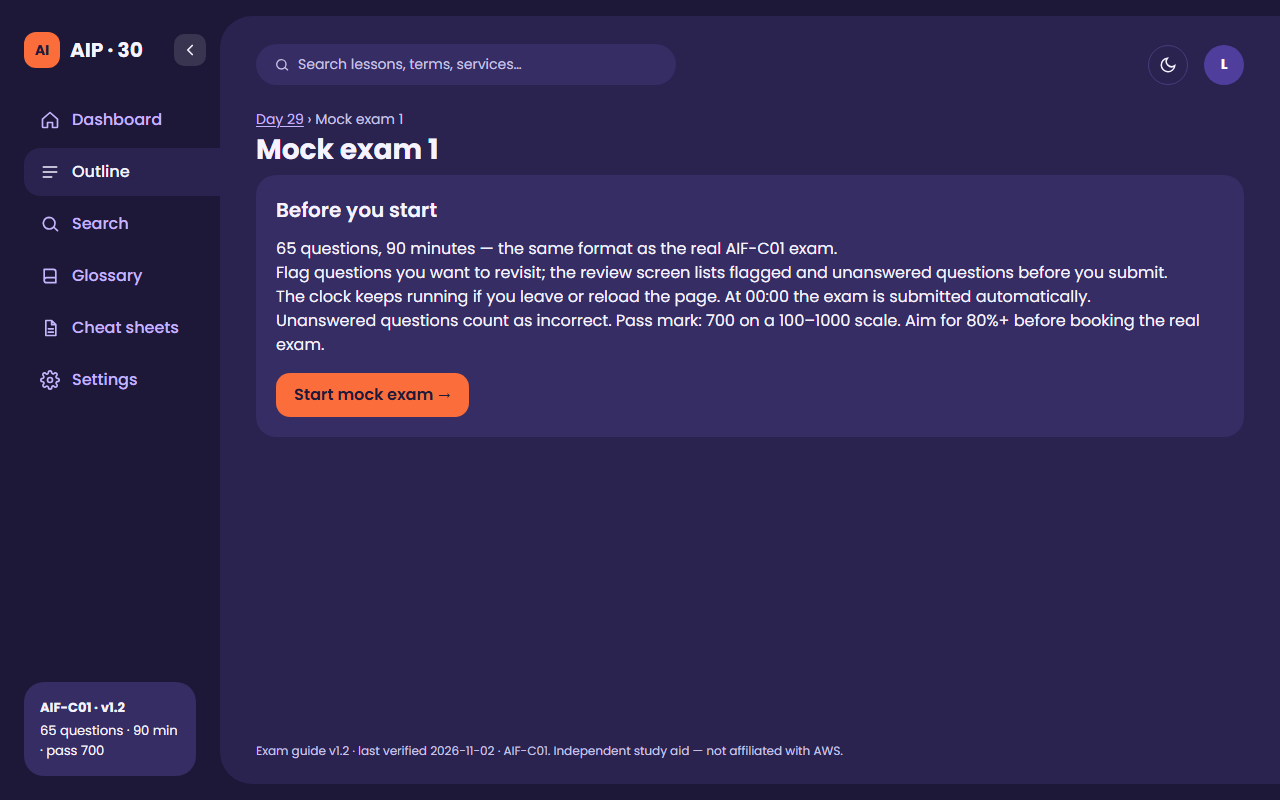 AI AIP · 30
Search lessons, terms, services...
L
Dashboard
Outline
Search
Glossary
Cheat sheets
Settings
Day 29 › Mock exam 1
Mock exam 1
Before you start
65 questions, 90 minutes — the same format as the real AIF-C01 exam.
Flag questions you want to revisit; the review screen lists flagged and unanswered questions before you submit.
The clock keeps running if you leave or reload the page. At 00:00 the exam is submitted automatically.
Unanswered questions count as incorrect. Pass mark: 700 on a 100–1000 scale. Aim for 80%+ before booking the real
exam.
Start mock exam →
AIF-C01 · v1.2
65 questions · 90 min
· pass 700
Exam guide v1.2 · last verified 2026-11-02 · AIF-C01. Independent study aid — not affiliated with AWS.